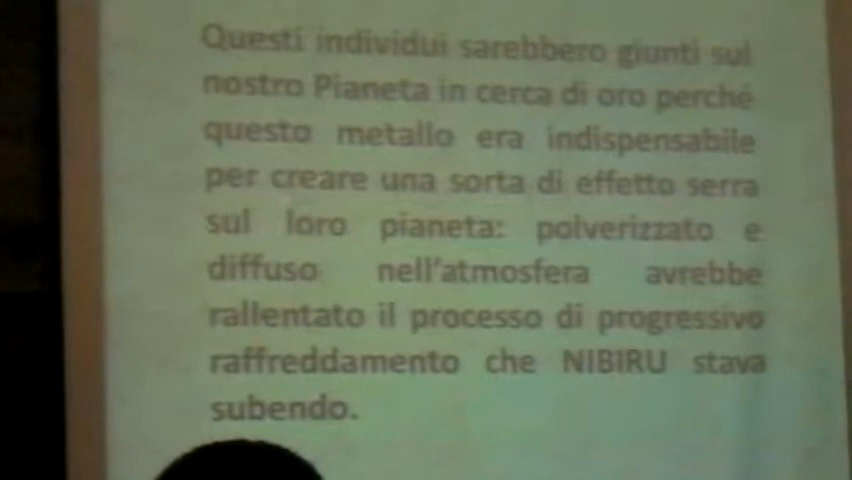 Questi individui sarebbero giunti sul
nostro Pianeta in cerca di oro perché
questo metallo era indispensabile
per creare una sorta di effetto serra
sul loro pianeta: polverizzato e
diffuso nell'atmosfera avrebbe
rallentato il processo di progressivo
raffreddamento che NIBIRU stava
subendo.